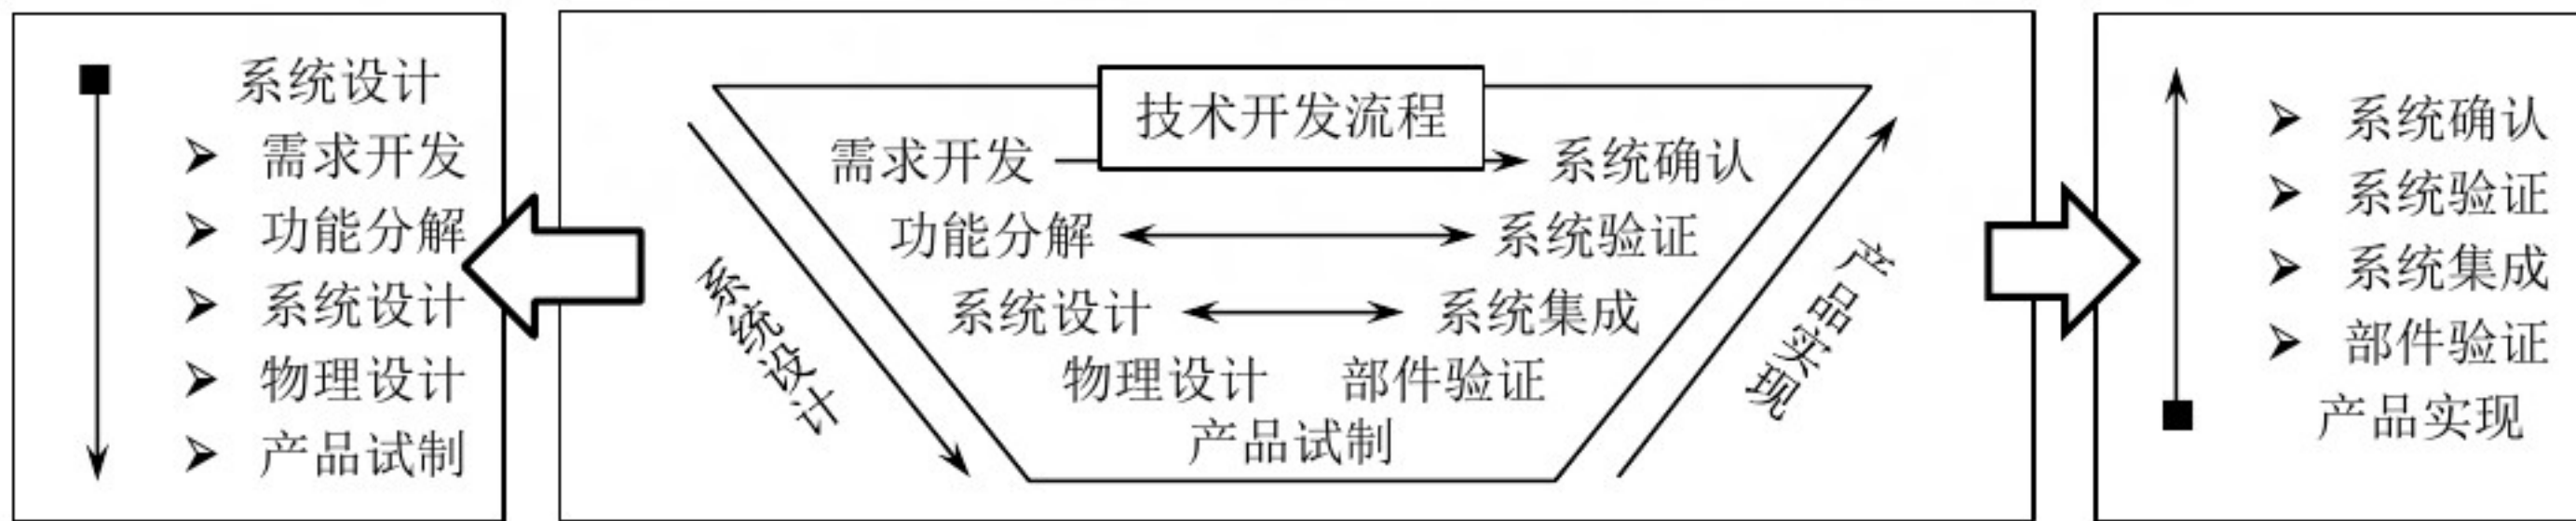 系统设计
需求开发
功能分解
系统设计
物理设计
产品试制
技术开发流程
需求开发
系统确认
功能分解
系统验证
系统设计
系统集成
物理设计
部件验证
产品试制
系统设计
产品实现
系统确认
系统验证
系统集成
部件验证
产品实现